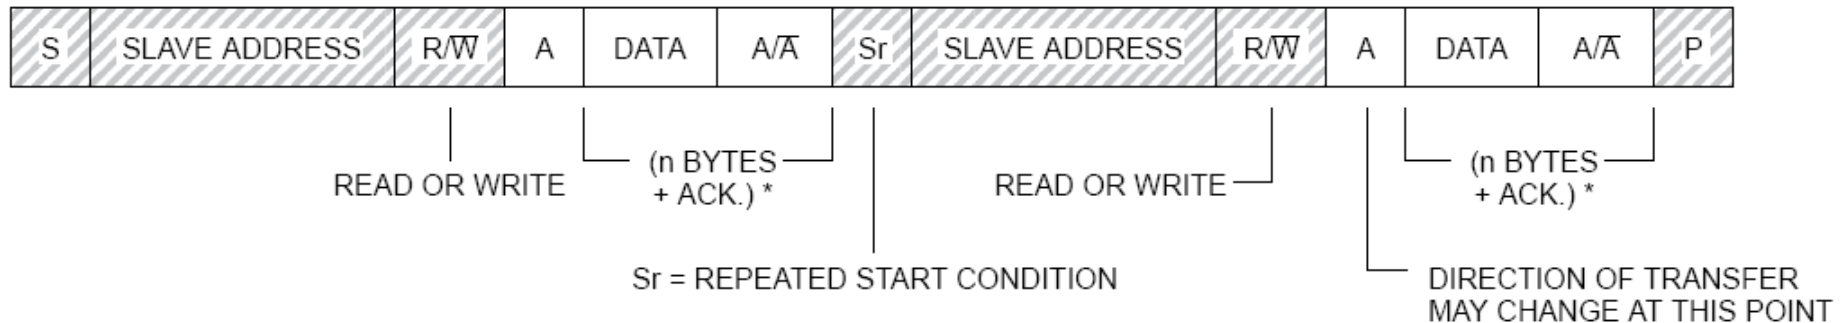 S SLAVE ADDRESS R/W̅ A DATA A/A̅ Sr SLAVE ADDRESS R/W̅ A DATA A/A̅ P
(n BYTES (n BYTES
READ OR WRITE + ACK.) * READ OR WRITE + ACK.) *
Sr = REPEATED START CONDITION DIRECTION OF TRANSFER
MAY CHANGE AT THIS POINT